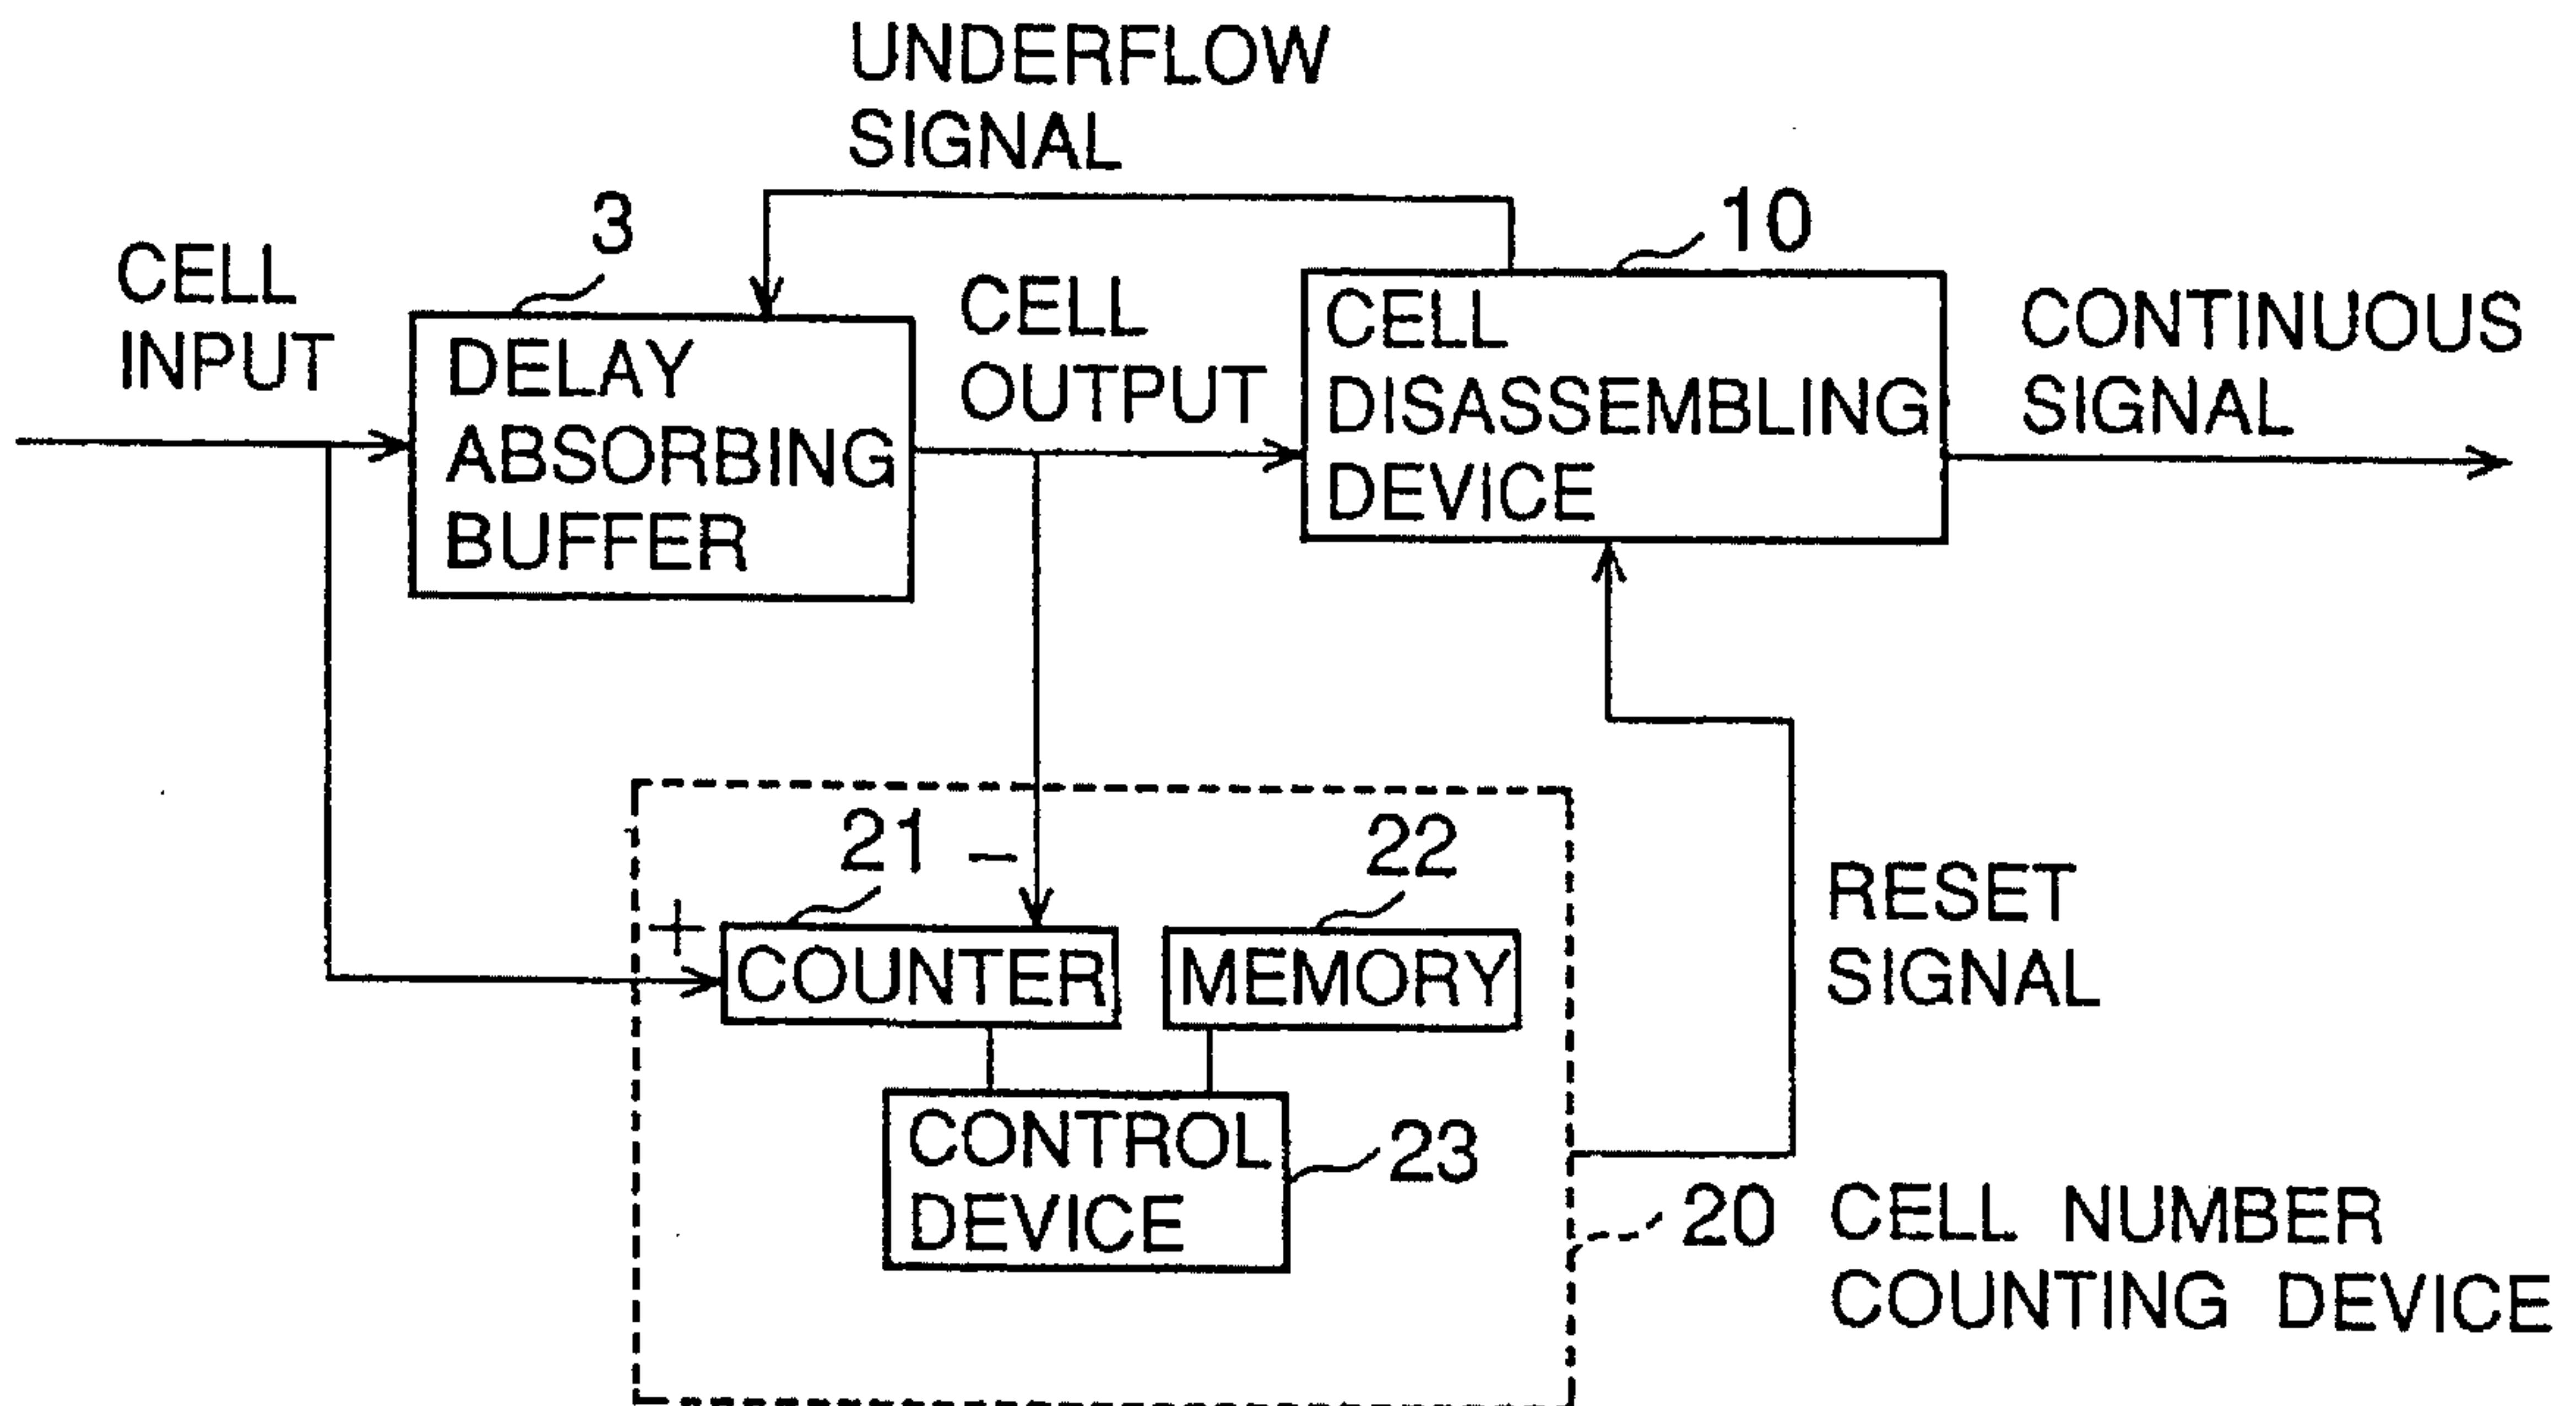 UNDERFLOW
SIGNAL
3
10
CELL
INPUT
DELAY
ABSORBING
BUFFER
CELL
OUTPUT
CELL
DISASSEMBLING
DEVICE
CONTINUOUS
SIGNAL
21
−
22
+
COUNTER
MEMORY
RESET
SIGNAL
CONTROL
DEVICE
23
20 CELL NUMBER
COUNTING DEVICE